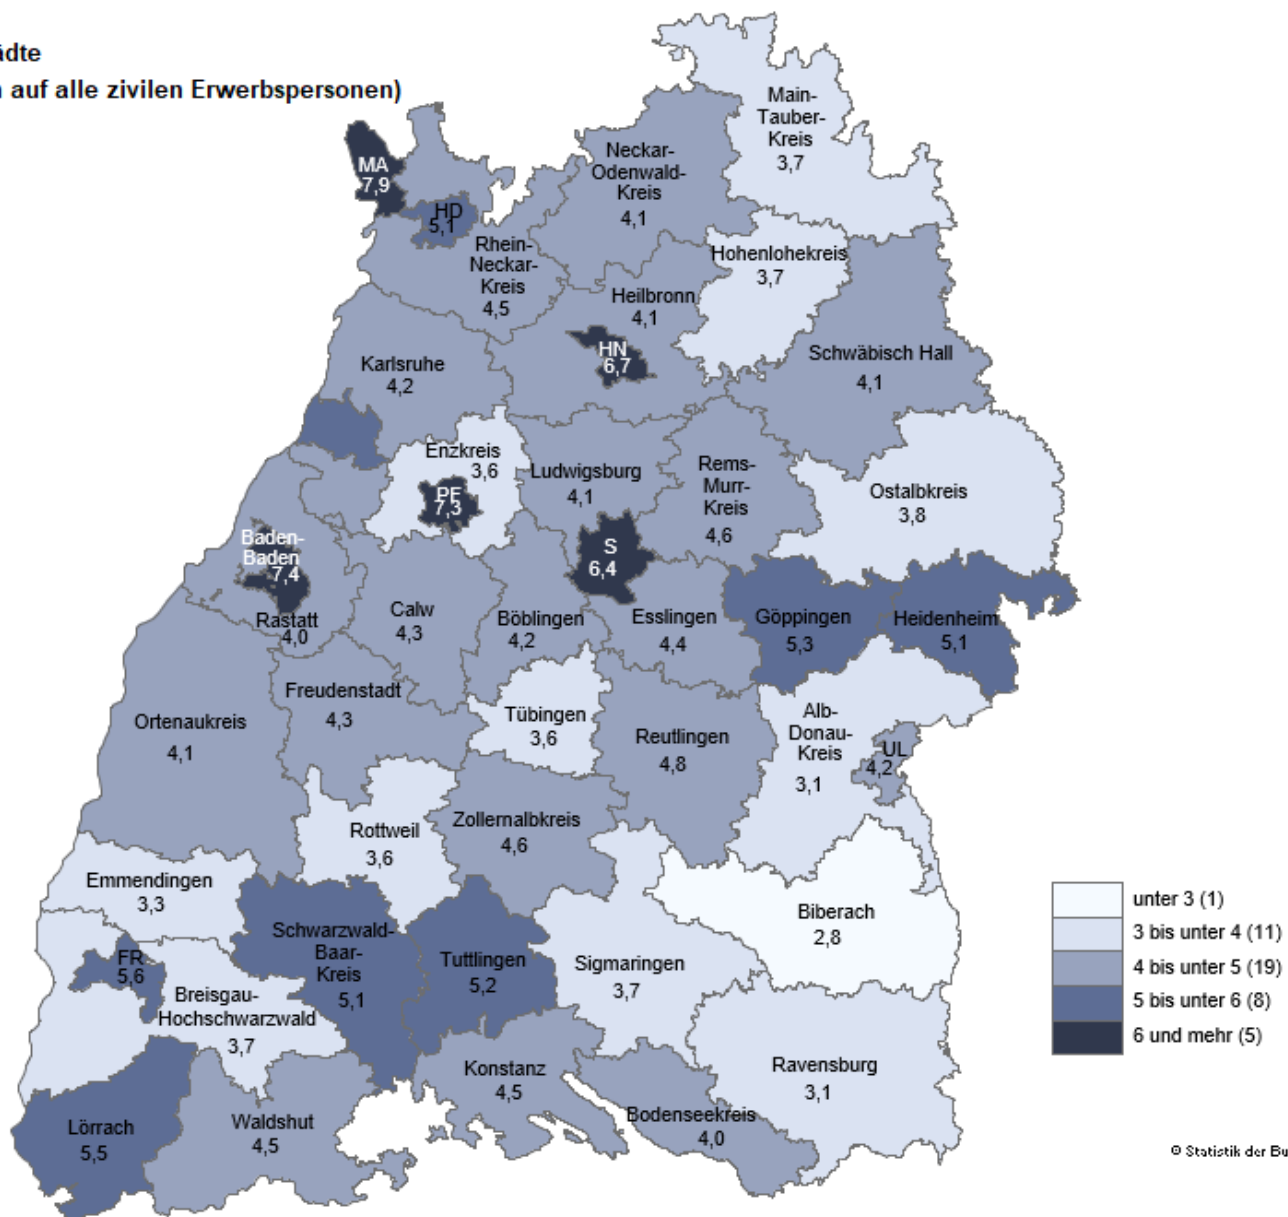 ädte
auf alle zivilen Erwerbspersonen)
Main-
Tauber-
Kreis
3,7
MA
7,9
Neckar-
Odenwald-
Kreis
4,1
HD
5,1
Rhein-
Neckar-
Kreis
4,5
Hohenlohekreis
3,7
Heilbronn
4,1
HN
6,7
Schwäbisch Hall
4,1
Karlsruhe
4,2
Enzkreis
3,6
PF
7,3
Ludwigsburg
4,1
Rems-
Murr-
Kreis
4,6
Ostalbkreis
3,8
Baden-
Baden
7,4
Rastatt
4,0
S
6,4
Calw
4,3
Böblingen
4,2
Esslingen
4,4
Göppingen
5,3
Heidenheim
5,1
Freudenstadt
4,3
Ortenaukreis
4,1
Tübingen
3,6
Reutlingen
4,8
Alb-
Donau-
Kreis
3,1
UL
4,2
Rottweil
3,6
Zollernalbkreis
4,6
Emmendingen
3,3
Biberach
2,8
FR
5,6
Schwarzwald-
Baar-
Kreis
5,1
Tuttlingen
5,2
Sigmaringen
3,7
Breisgau-
Hochschwarzwald
3,7
Konstanz
4,5
Ravensburg
3,1
Bodenseekreis
4,0
Lörrach
5,5
Waldshut
4,5
unter 3 (1)
3 bis unter 4 (11)
4 bis unter 5 (19)
5 bis unter 6 (8)
6 und mehr (5)
© Statistik der Bu